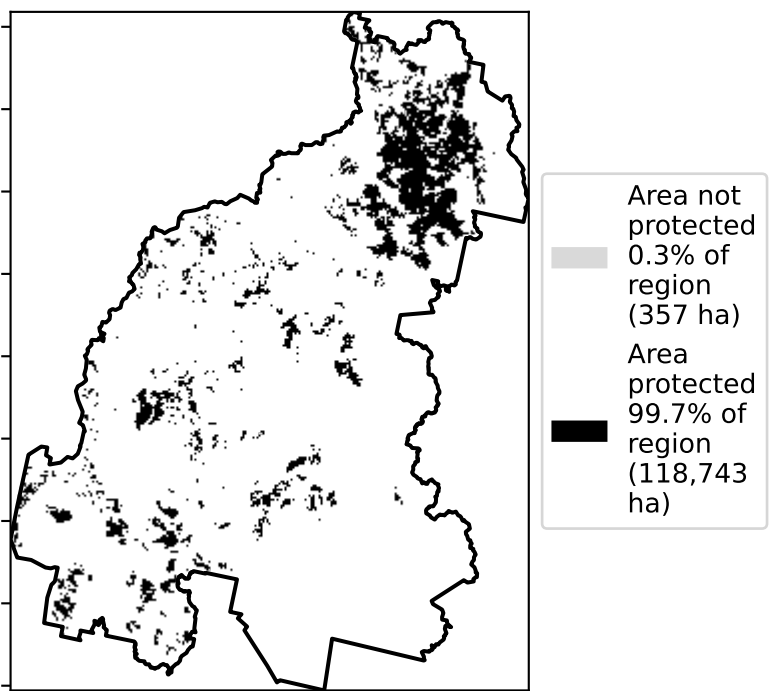 Area not
protected
0.3% of
region
(357 ha)
Area
protected
99.7% of
region
(118,743
ha)